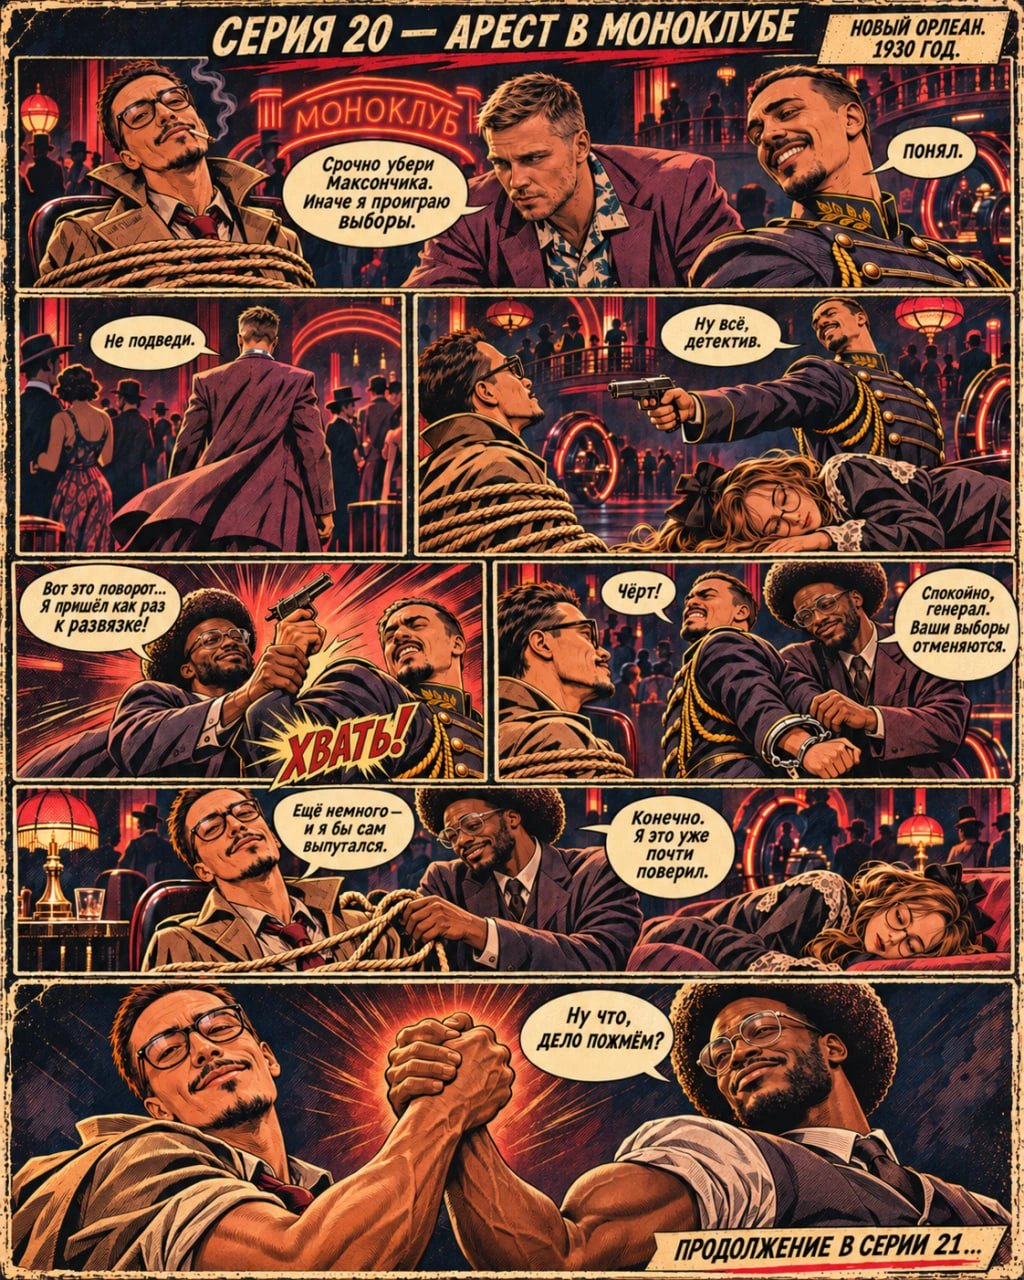 СЕРИЯ 20 — АРЕСТ В МОНОКЛУБЕ
НОВЫЙ ОРЛЕАН.
1930 ГОД.
МОНОКЛУБ
Срочно убери
Максончика.
Иначе я проиграю
выборы.
ПОНЯЛ.
Не подведи.
Ну всё,
детектив.
Вот это поворот...
Я пришёл как раз
к развязке!
ХВАТЬ!
Чёрт!
Спокойно,
генерал.
Ваши выборы
отменяются.
Ещё немного –
и я бы сам
выпутался.
Конечно.
Я это уже
почти
поверил.
Ну что,
дело пожмём?
ПРОДОЛЖЕНИЕ В СЕРИИ 21...